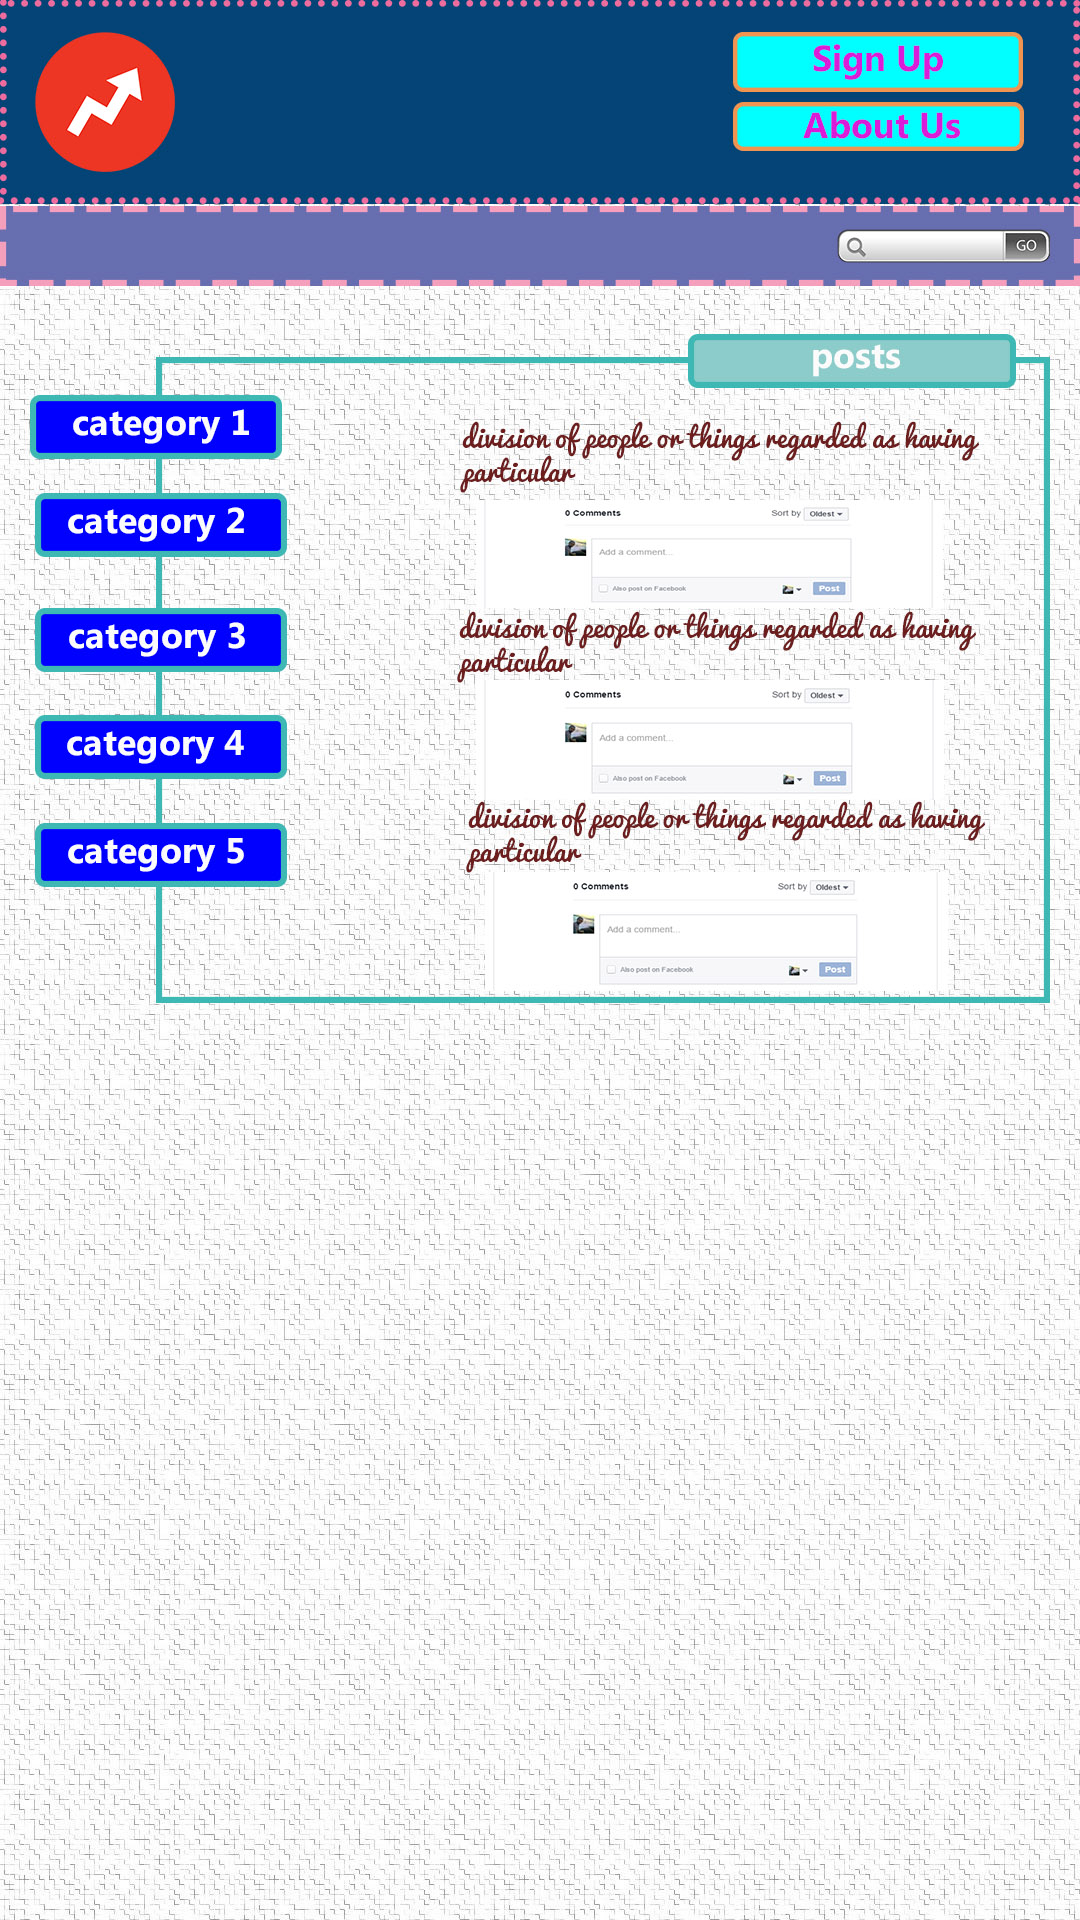 Sign Up
About Us
GO
posts
category 1
category 2
category 3
category 4
category 5
division of people or things regarded as having
particular
0 Comments Sort by Oldest
Add a comment...
Also post on Facebook Post
division of people or things regarded as having
particular
0 Comments Sort by Oldest
Add a comment...
Also post on Facebook Post
division of people or things regarded as having
particular
0 Comments Sort by Oldest
Add a comment...
Also post on Facebook Post